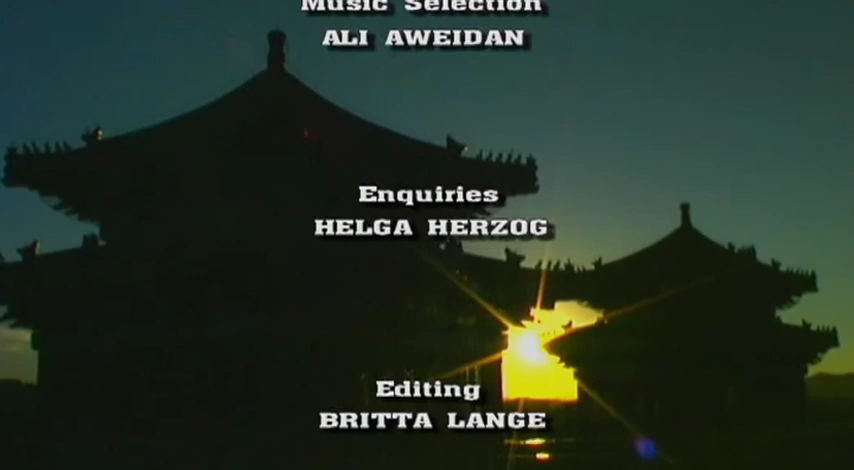 Music Selection
ALI AWEIDAN
Enquiries
HELGA HERZOG
Editing
BRITTA LANGE